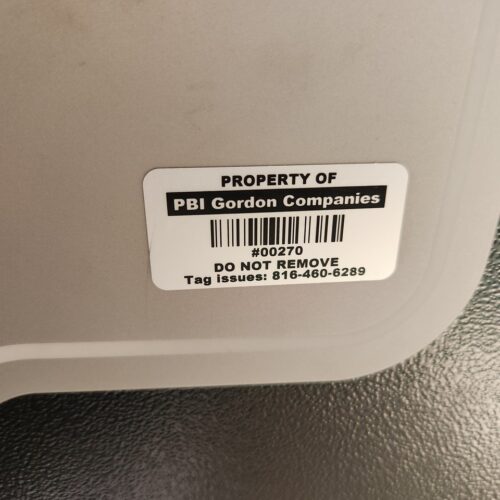 PROPERTY OF
PBI Gordon Companies
#00270
DO NOT REMOVE
Tag issues: 816-460-6289